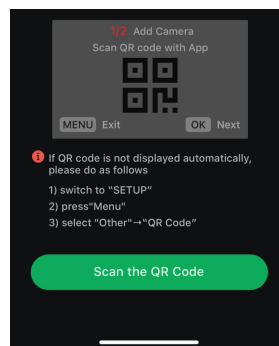 1/2 Add Camera
Scan QR code with App
MENU Exit OK Next
If QR code is not displayed automatically,
please do as follows
1) switch to “SETUP”
2) press"Menu"
3) select "Other"→“QR Code”
Scan the QR Code